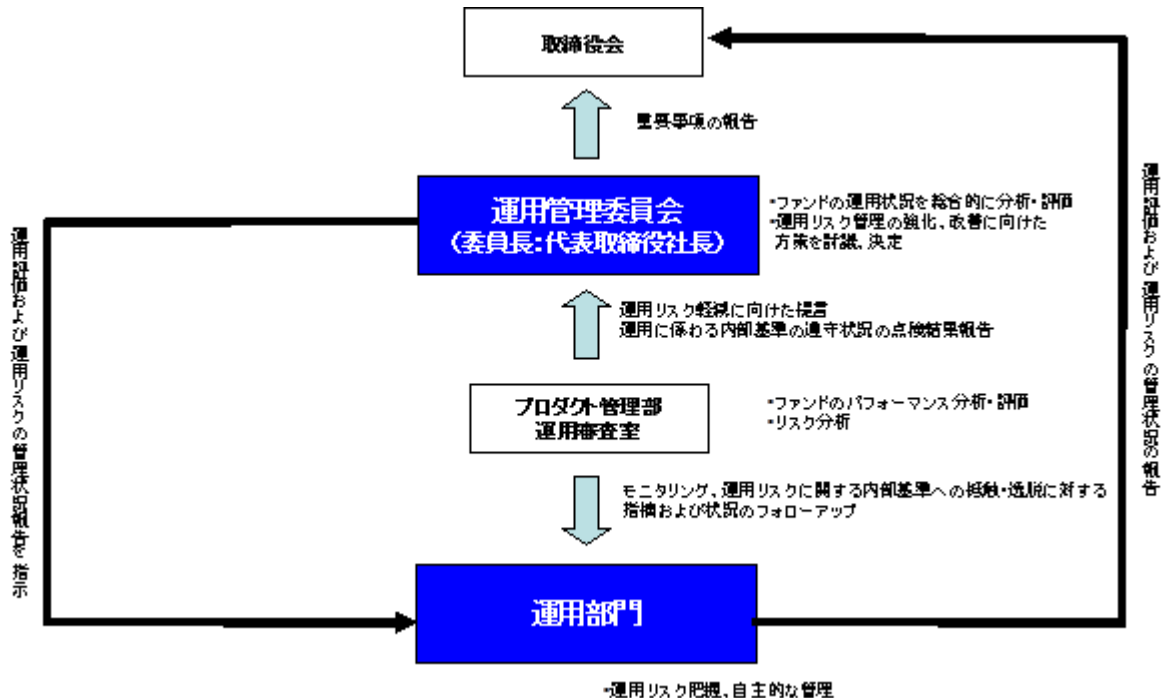 取締役会
重要事項の報告
運用管理委員会
(委員長:代表取締役社長)
・ファンドの運用状況を総合的に分析・評価
・運用リスク管理の強化、改善に向けた
方策を討議、決定
運用リスク軽減に向けた提言
運用に係わる内部基準の遵守状況の点検結果報告
プロダクト管理部
運用審査室
・ファンドのパフォーマンス分析・評価
・リスク分析
モニタリング、運用リスクに関する内部基準への抵触・逸脱に対する
指摘および状況のフォローアップ
運用部門
・運用リスク把握、自主的な管理
運用評価および運用リスクの管理状況報告を指示
運用評価および運用リスクの管理状況の報告